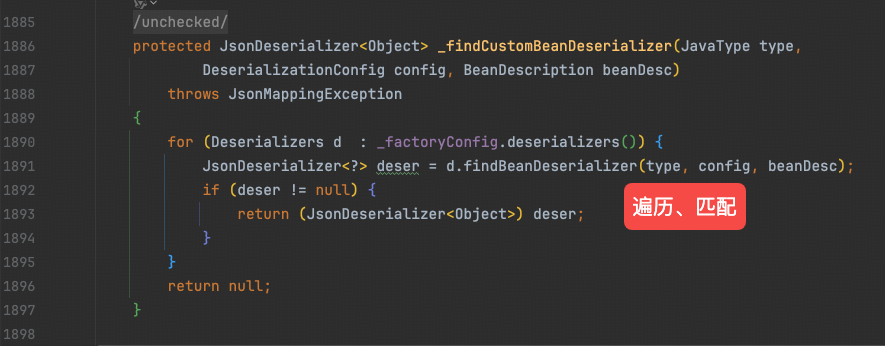 1885 /unchecked/
1886 protected JsonDeserializer<Object> _findCustomBeanDeserializer(JavaType type,
1887 DeserializationConfig config, BeanDescription beanDesc)
1888 throws JsonMappingException
1889 {
1890 for (Deserializers d  : _factoryConfig.deserializers()) {
1891 JsonDeserializer<?> deser = d.findBeanDeserializer(type, config, beanDesc);
1892 if (deser != null) {
1893 return (JsonDeserializer<Object>) deser;
遍历、匹配
1894 }
1895 }
1896 return null;
1897 }
1898